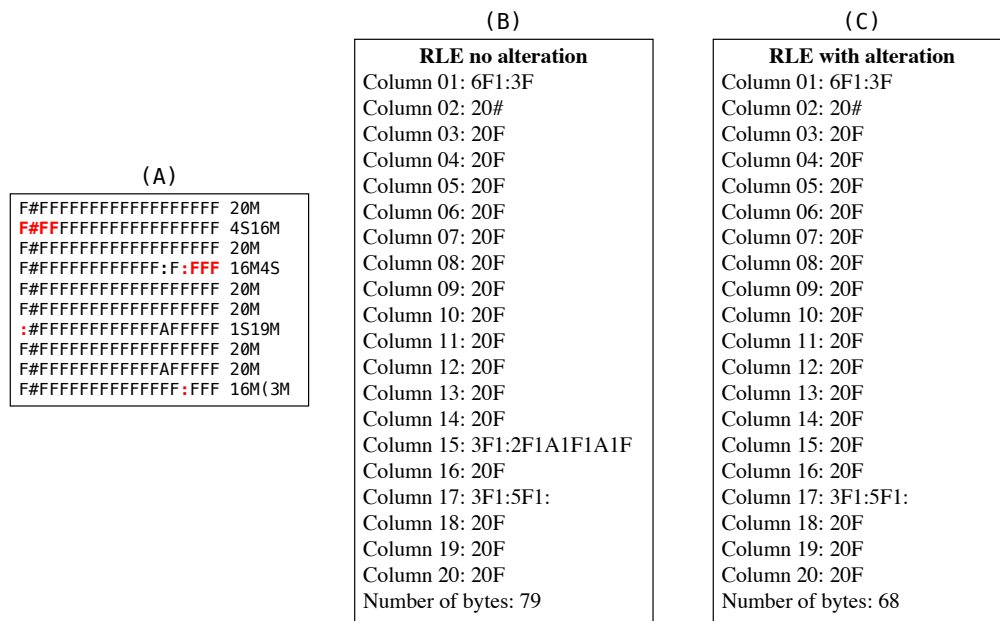 (A)
F#FFFFFFFFFFFFFFFFFF 20M
F#FFFFFFFFFFFFFFFFFF 4S16M
F#FFFFFFFFFFFFFFFFFF 20M
F#FFFFFFFFFFFF:F:FFF 16M4S
F#FFFFFFFFFFFFFFFFFF 20M
F#FFFFFFFFFFFFFFFFFF 20M
:#FFFFFFFFFFFFAFFFFF 1S19M
F#FFFFFFFFFFFFFFFFFF 20M
F#FFFFFFFFFFFFAFFFFF 20M
F#FFFFFFFFFFFFFF:FFF 16M(3M
(B)
RLE no alteration
Column 01: 6F1:3F
Column 02: 20#
Column 03: 20F
Column 04: 20F
Column 05: 20F
Column 06: 20F
Column 07: 20F
Column 08: 20F
Column 09: 20F
Column 10: 20F
Column 11: 20F
Column 12: 20F
Column 13: 20F
Column 14: 20F
Column 15: 3F1:2F1A1F1A1F
Column 16: 20F
Column 17: 3F1:5F1:
Column 18: 20F
Column 19: 20F
Column 20: 20F
Number of bytes: 79
(C)
RLE with alteration
Column 01: 6F1:3F
Column 02: 20#
Column 03: 20F
Column 04: 20F
Column 05: 20F
Column 06: 20F
Column 07: 20F
Column 08: 20F
Column 09: 20F
Column 10: 20F
Column 11: 20F
Column 12: 20F
Column 13: 20F
Column 14: 20F
Column 15: 20F
Column 16: 20F
Column 17: 3F1:5F1:
Column 18: 20F
Column 19: 20F
Column 20: 20F
Number of bytes: 68